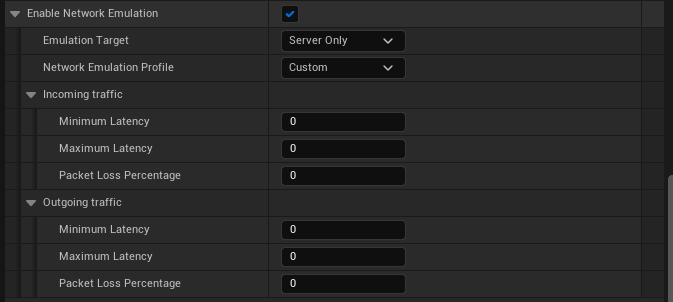 Enable Network Emulation
Emulation Target Server Only
Network Emulation Profile Custom
Incoming traffic
Minimum Latency 0
Maximum Latency 0
Packet Loss Percentage 0
Outgoing traffic
Minimum Latency 0
Maximum Latency 0
Packet Loss Percentage 0